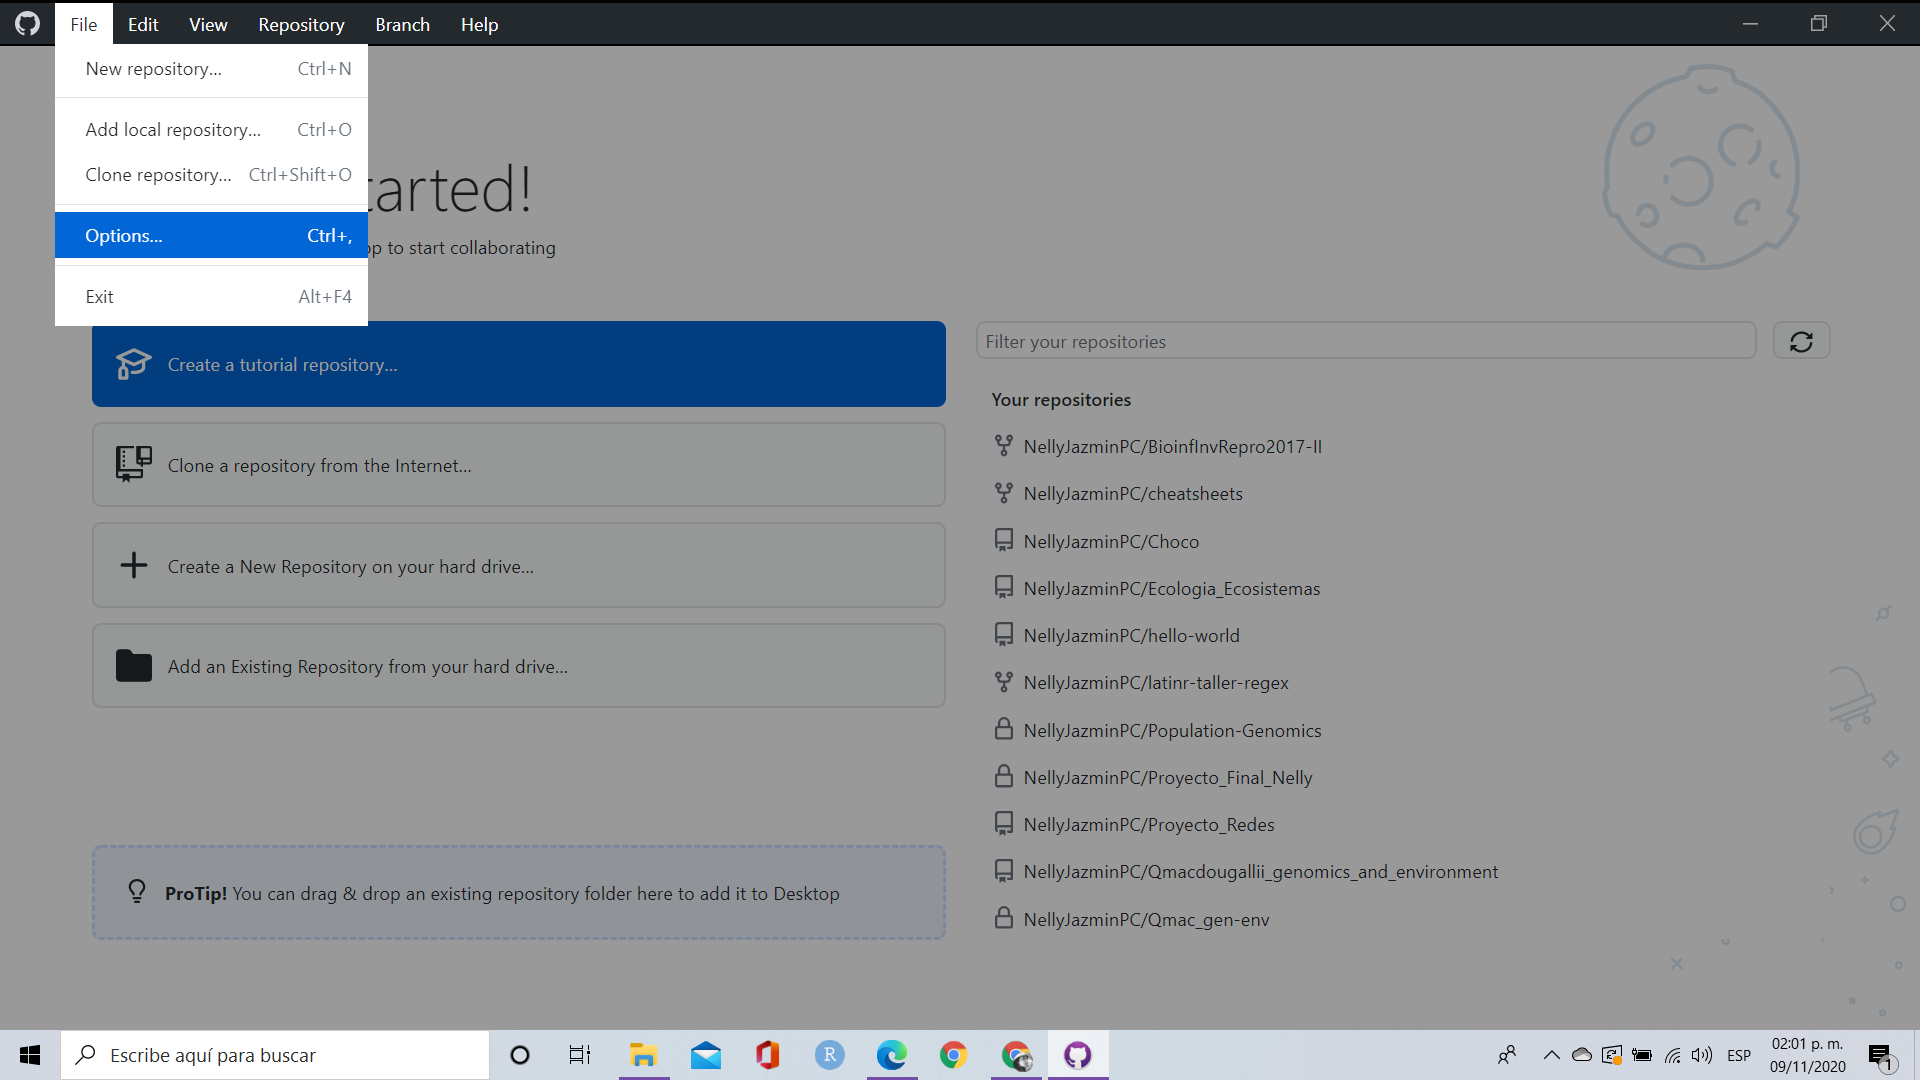 File Edit View Repository Branch Help
New repository... Ctrl+N
Add local repository... Ctrl+O
Clone repository... Ctrl+Shift+O
Options... Ctrl+,
Exit Alt+F4
tarted!
pp to start collaborating
Create a tutorial repository...
Clone a repository from the Internet...
Create a New Repository on your hard drive...
Add an Existing Repository from your hard drive...
ProTip! You can drag & drop an existing repository folder here to add it to Desktop
Filter your repositories
Your repositories
NellyJazminPC/BioinfInvRepro2017-II
NellyJazminPC/cheatsheets
NellyJazminPC/Choco
NellyJazminPC/Ecologia_Ecosistemas
NellyJazminPC/hello-world
NellyJazminPC/latinr-taller-regex
NellyJazminPC/Population-Genomics
NellyJazminPC/Proyecto_Final_Nelly
NellyJazminPC/Proyecto_Redes
NellyJazminPC/Qmacdougallii_genomics_and_environment
NellyJazminPC/Qmac_gen-env
Escribe aquí para buscar
R
ESP
02:01 p. m.
09/11/2020
1